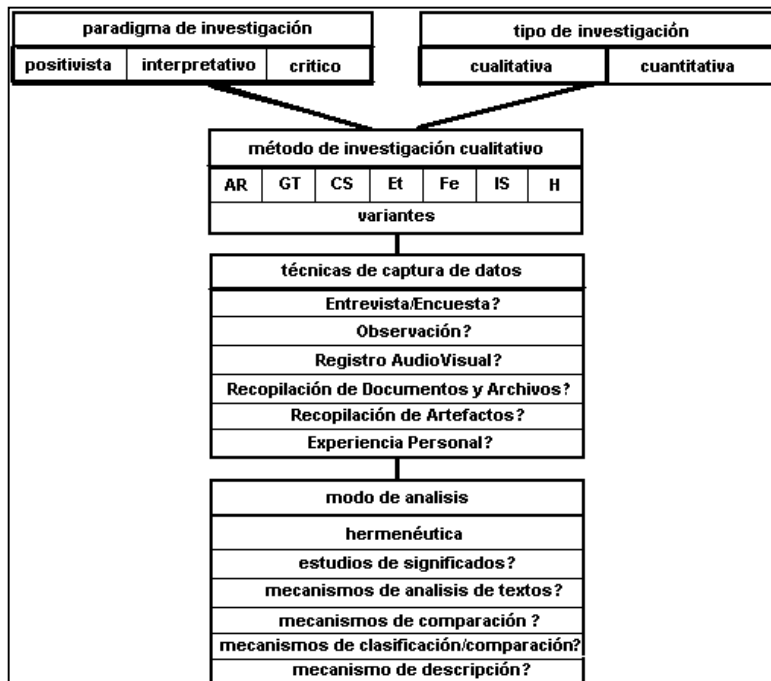 paradigma de investigación
positivista interpretativo critico
tipo de investigación
cualitativa cuantitativa
método de investigación cualitativo
AR GT CS Et Fe IS H
variantes
técnicas de captura de datos
Entrevista/Encuesta?
Observación?
Registro AudioVisual?
Recopilación de Documentos y Archivos?
Recopilación de Artefactos?
Experiencia Personal?
modo de analisis
hermenéutica
estudios de significados?
mecanismos de analisis de textos?
mecanismos de comparación ?
mecanismos de clasificación/comparación?
mecanismo de descripción?